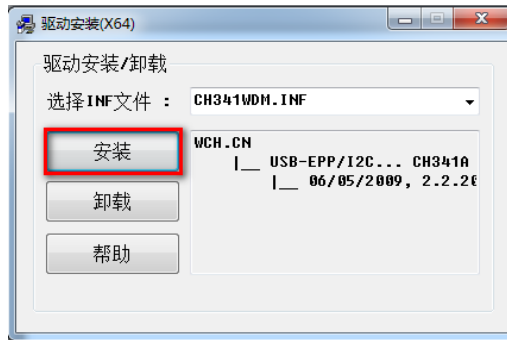 驱动安装(X64)
驱动安装/卸载
选择INF文件 : CH341WDM.INF
安装
卸载
帮助
WCH.CN
|__ USB-EPP/I2C... CH341A
|__ 06/05/2009, 2.2.2